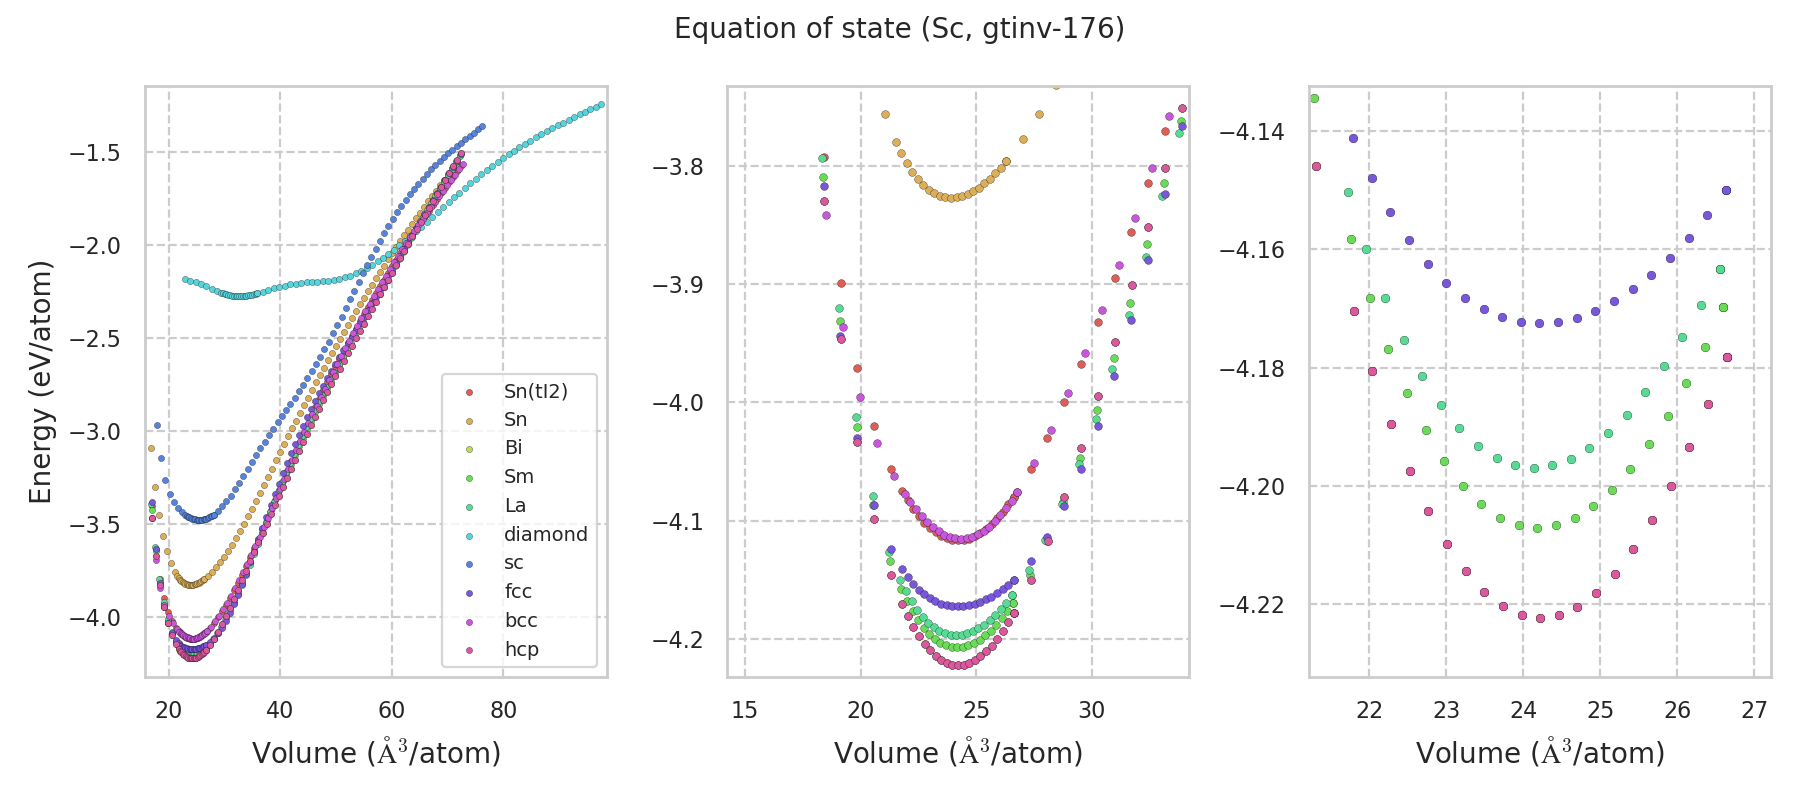 Equation of state (Sc, gtinv-176)
Energy (eV/atom)
−1.5
−2.0
−2.5
−3.0
−3.5
−4.0
20 40 60 80
Volume (Å³/atom)
Sn(tI2)
Sn
Bi
Sm
La
diamond
sc
fcc
bcc
hcp
−3.8
−3.9
−4.0
−4.1
−4.2
15 20 25 30
Volume (Å³/atom)
−4.14
−4.16
−4.18
−4.20
−4.22
22 23 24 25 26 27
Volume (Å³/atom)